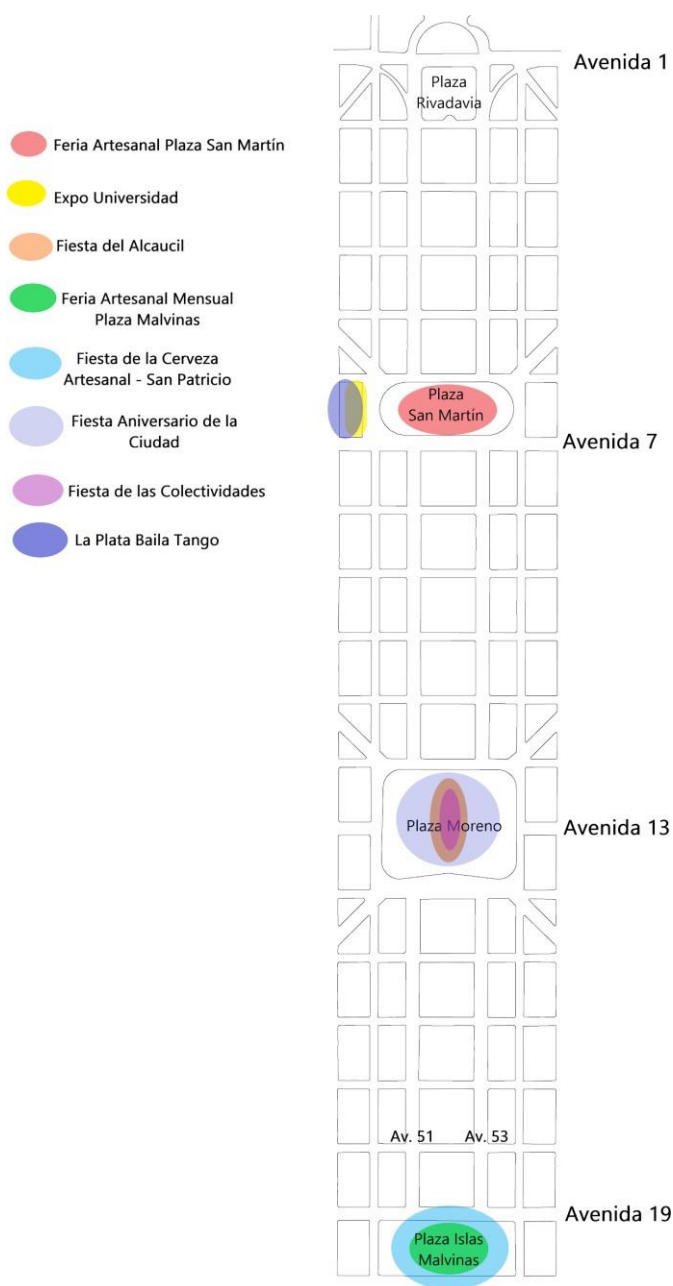 Avenida 1
Plaza
Rivadavia
Feria Artesanal Plaza San Martín
Expo Universidad
Fiesta del Alcaucil
Feria Artesanal Mensual
Plaza Malvinas
Fiesta de la Cerveza
Artesanal - San Patricio
Fiesta Aniversario de la
Ciudad
Fiesta de las Colectividades
La Plata Baila Tango
Plaza
San Martín
Avenida 7
Plaza Moreno
Avenida 13
Av. 51
Av. 53
Avenida 19
Plaza Islas
Malvinas